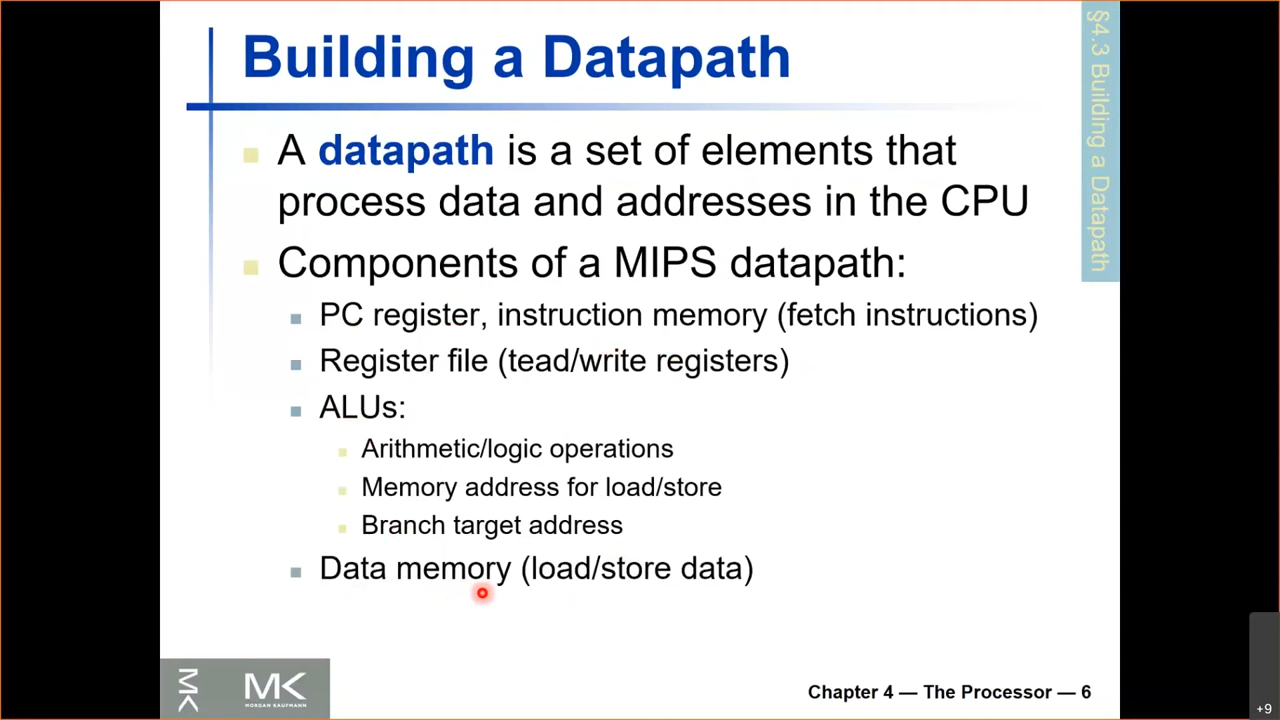 Building a Datapath
§4.3 Building a Datapath
A datapath is a set of elements that
process data and addresses in the CPU
Components of a MIPS datapath:
PC register, instruction memory (fetch instructions)
Register file (tead/write registers)
ALUs:
Arithmetic/logic operations
Memory address for load/store
Branch target address
Data memory (load/store data)
MK
MK
MORGAN KAUFMANN
Chapter 4 — The Processor — 6
+9